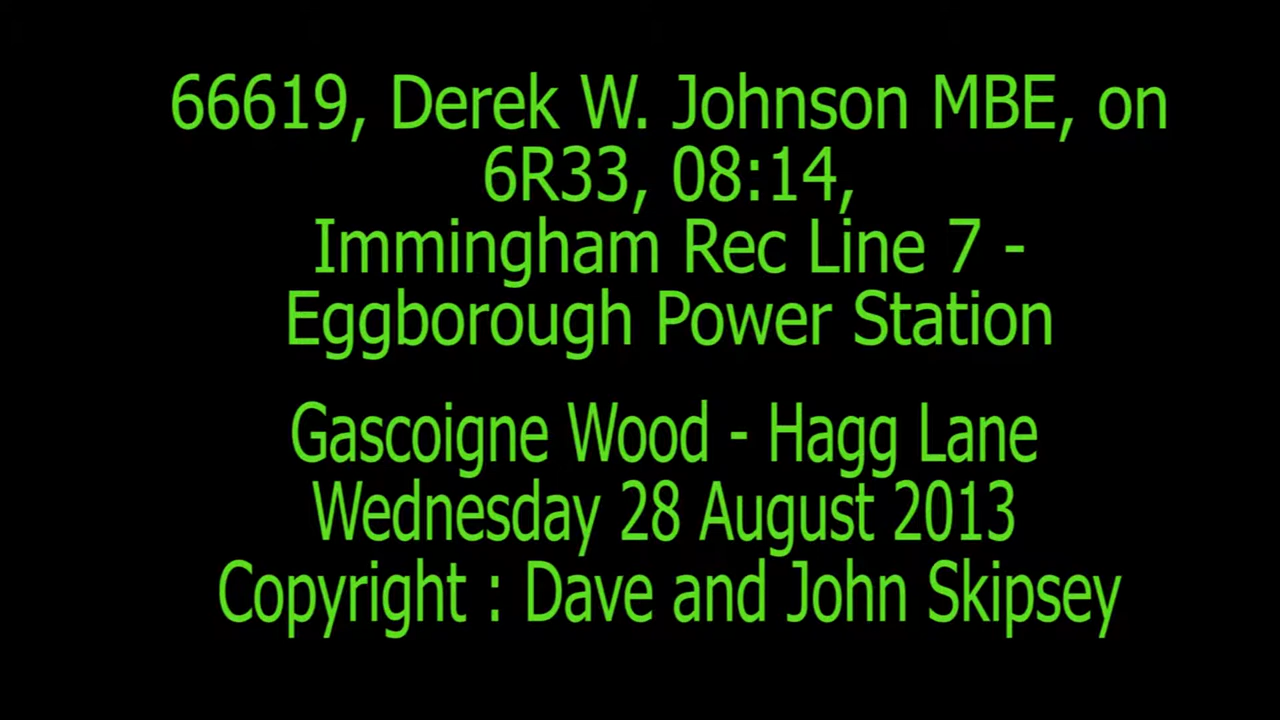 66619, Derek W. Johnson MBE, on
6R33, 08:14,
Immingham Rec Line 7 -
Eggborough Power Station
Gascoigne Wood - Hagg Lane
Wednesday 28 August 2013
Copyright : Dave and John Skipsey